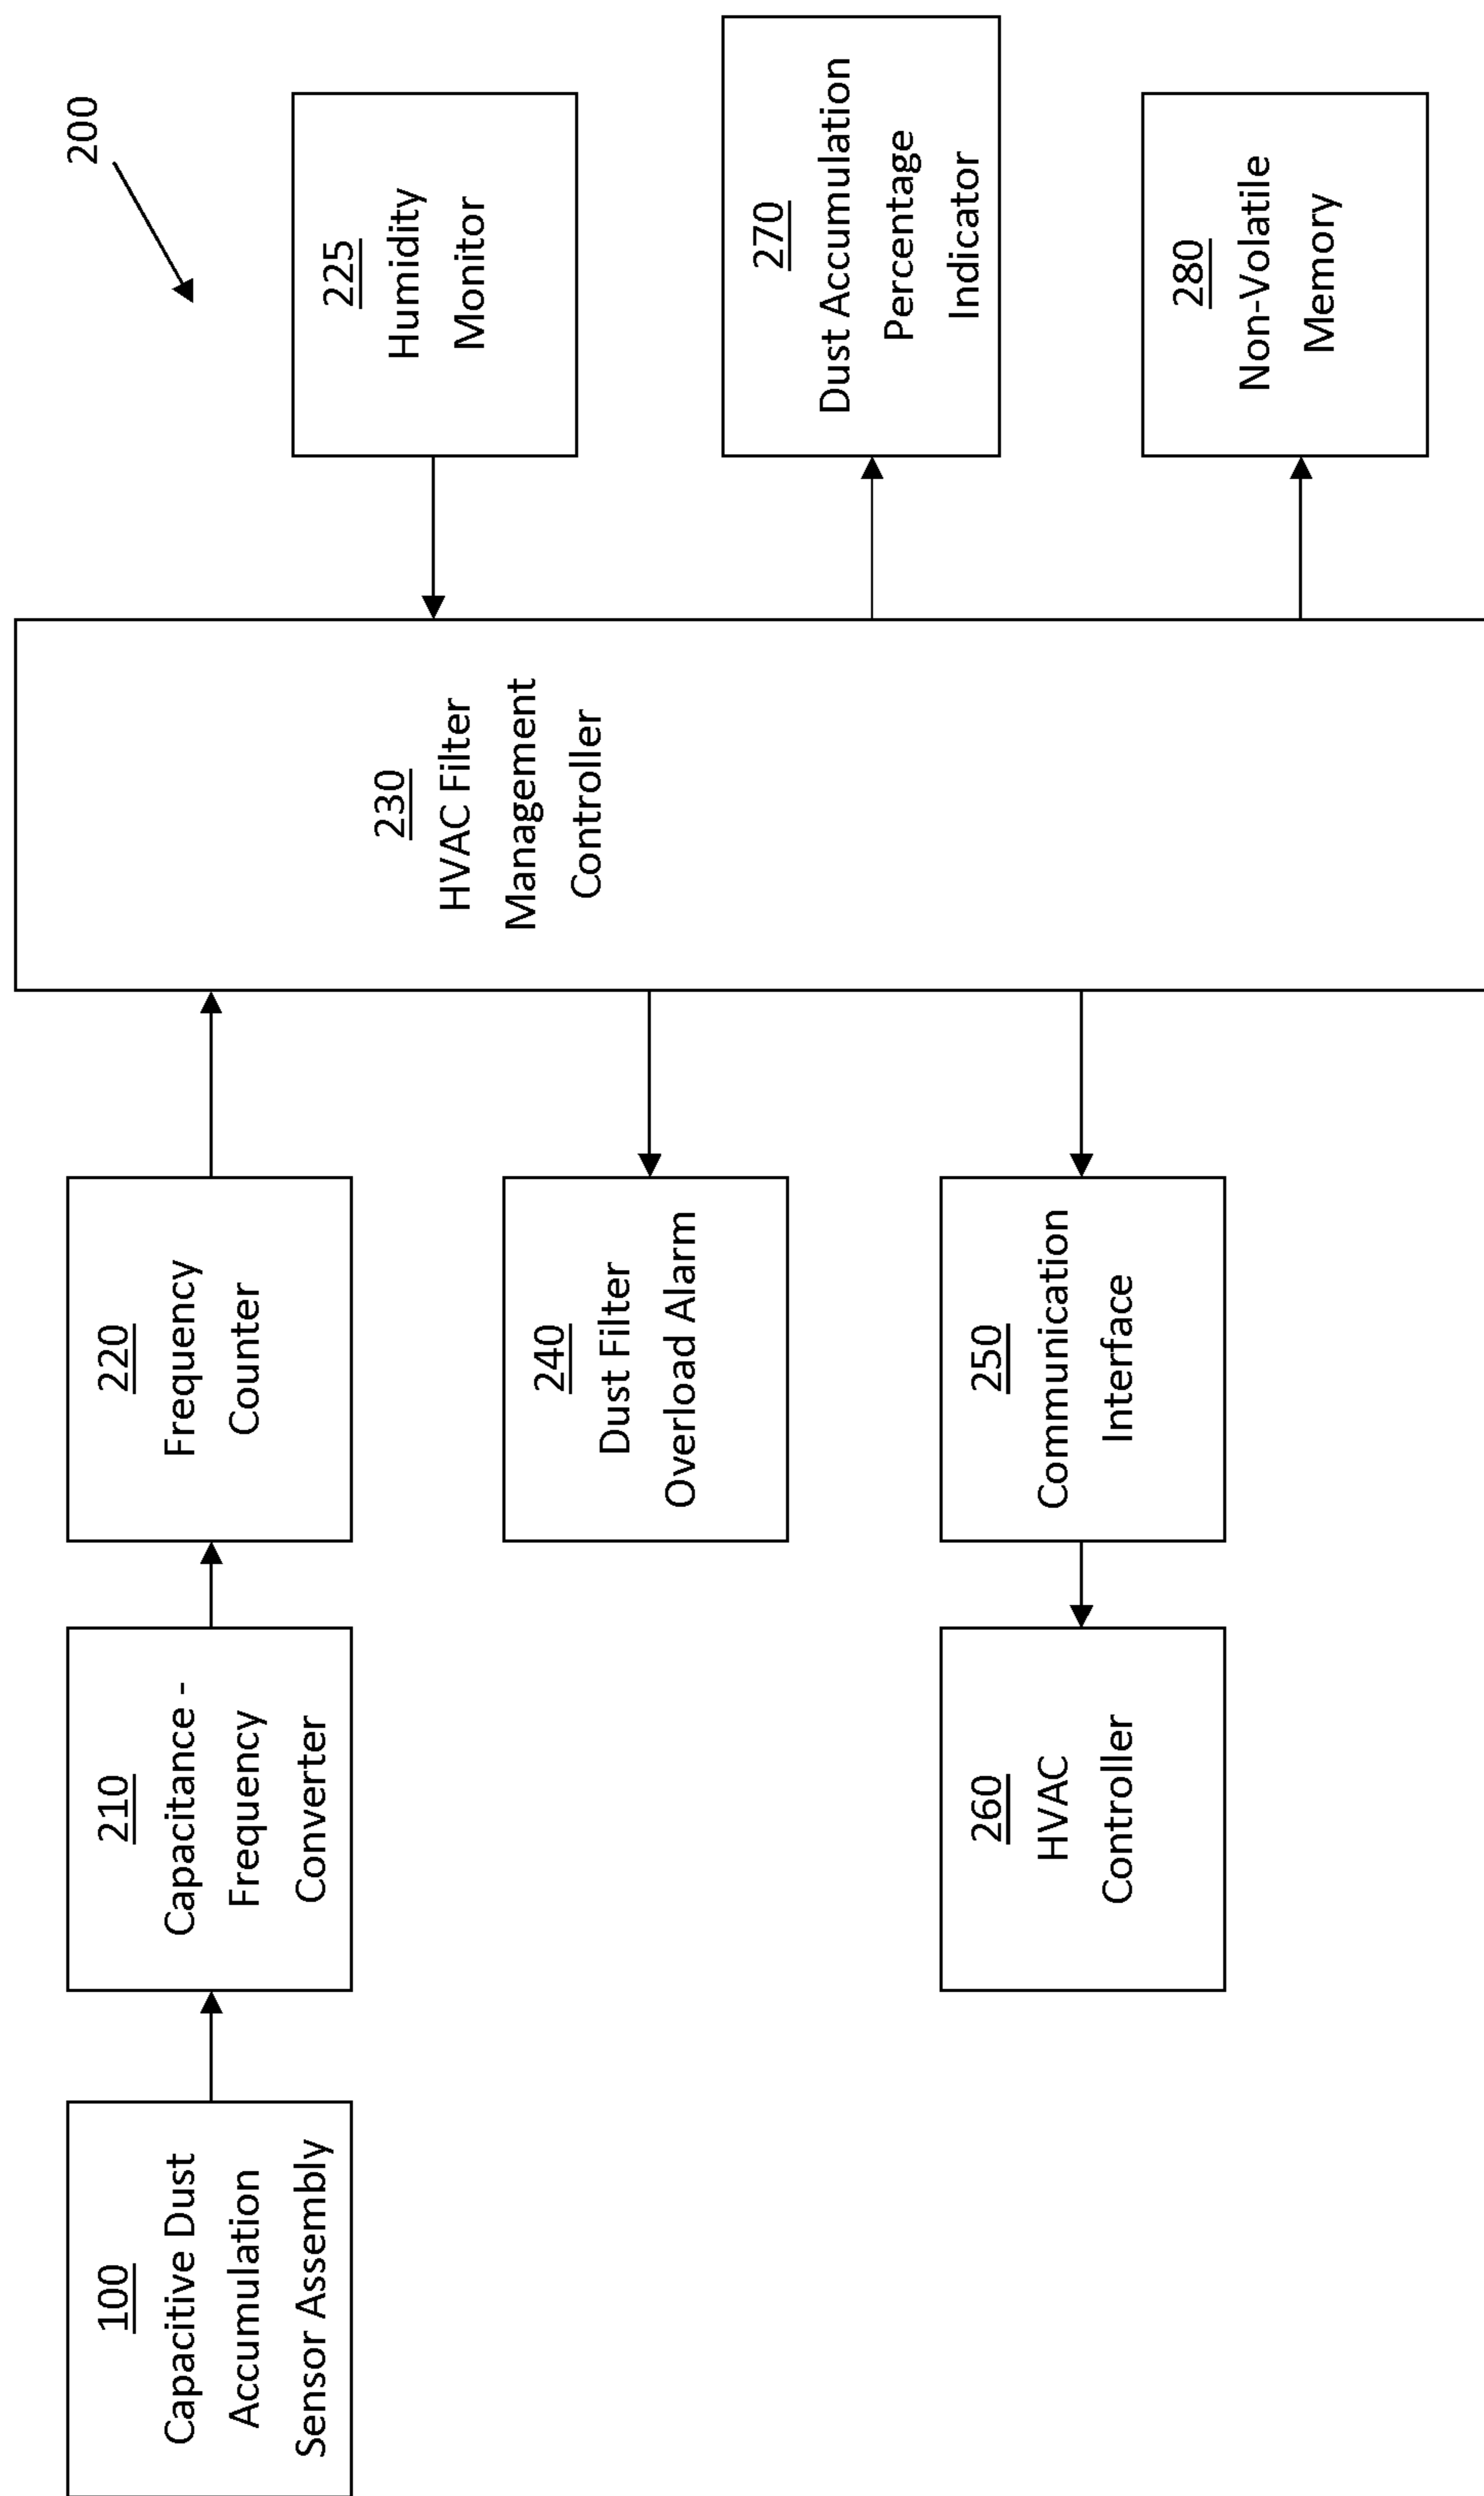 200
100
Capacitive Dust
Accumulation
Sensor Assembly
210
Capacitance -
Frequency
Converter
220
Frequency
Counter
230
HVAC Filter
Management
Controller
225
Humidity
Monitor
240
Dust Filter
Overload Alarm
270
Dust Accumulation
Percentage
Indicator
260
HVAC
Controller
250
Communication
Interface
280
Non-Volatile
Memory